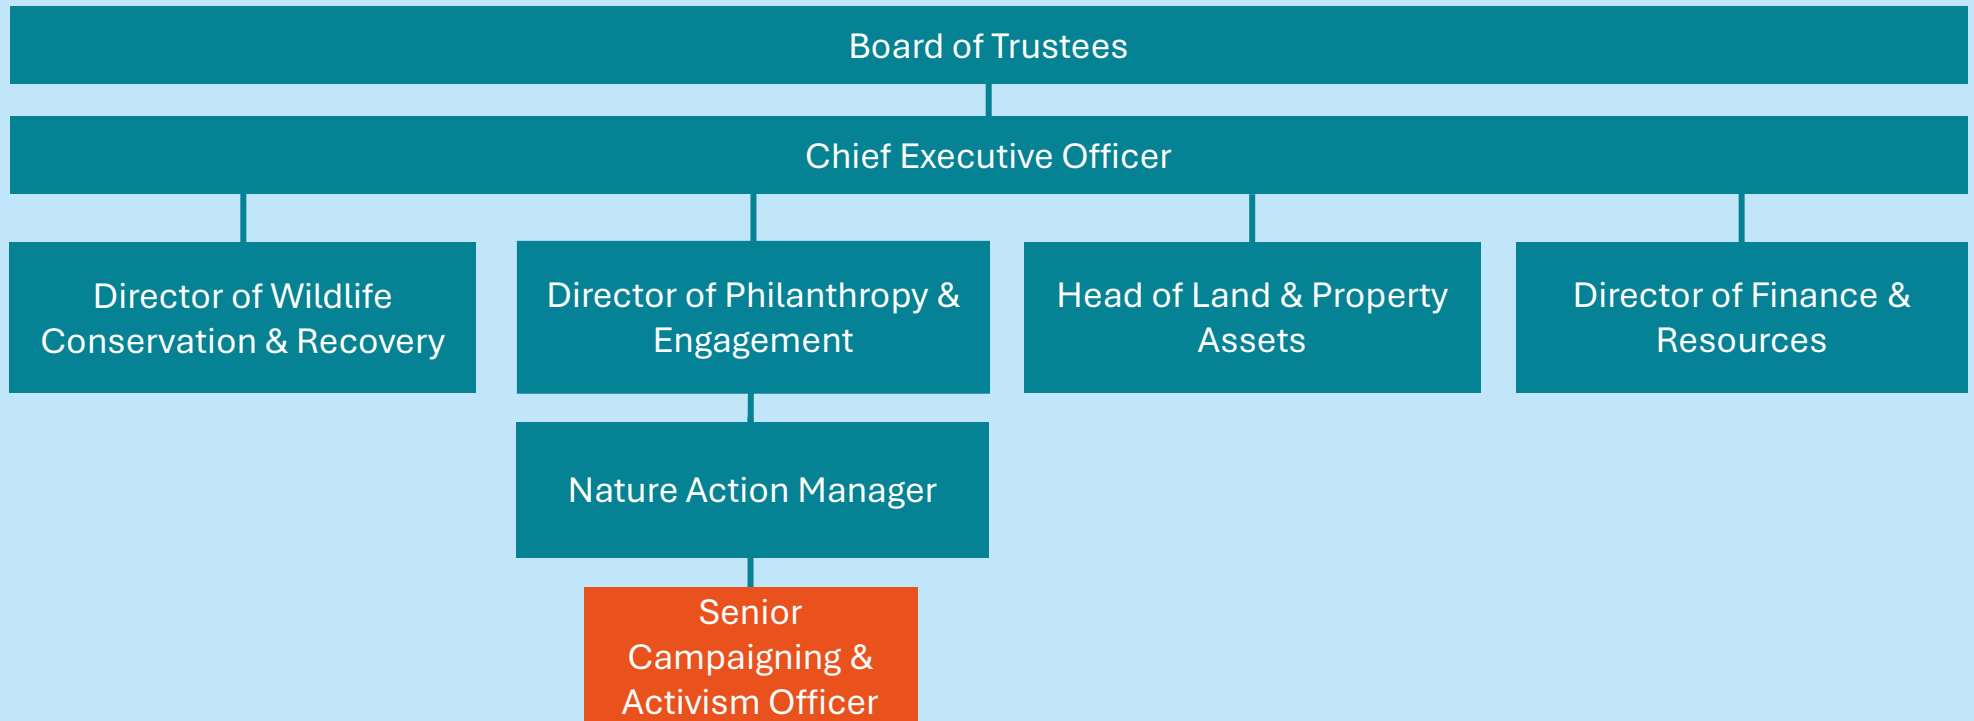 Board of Trustees
Chief Executive Officer
Director of Wildlife
Conservation & Recovery
Director of Philanthropy &
Engagement
Head of Land & Property
Assets
Director of Finance &
Resources
Nature Action Manager
Senior
Campaigning &
Activism Officer